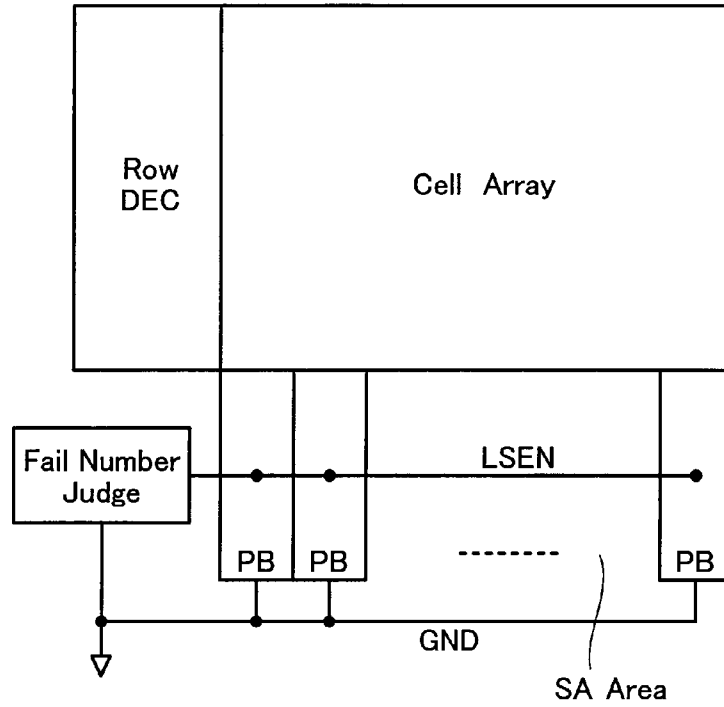 Row
DEC
Cell Array
Fail Number
Judge
LSEN
PB
PB
PB
GND
SA Area